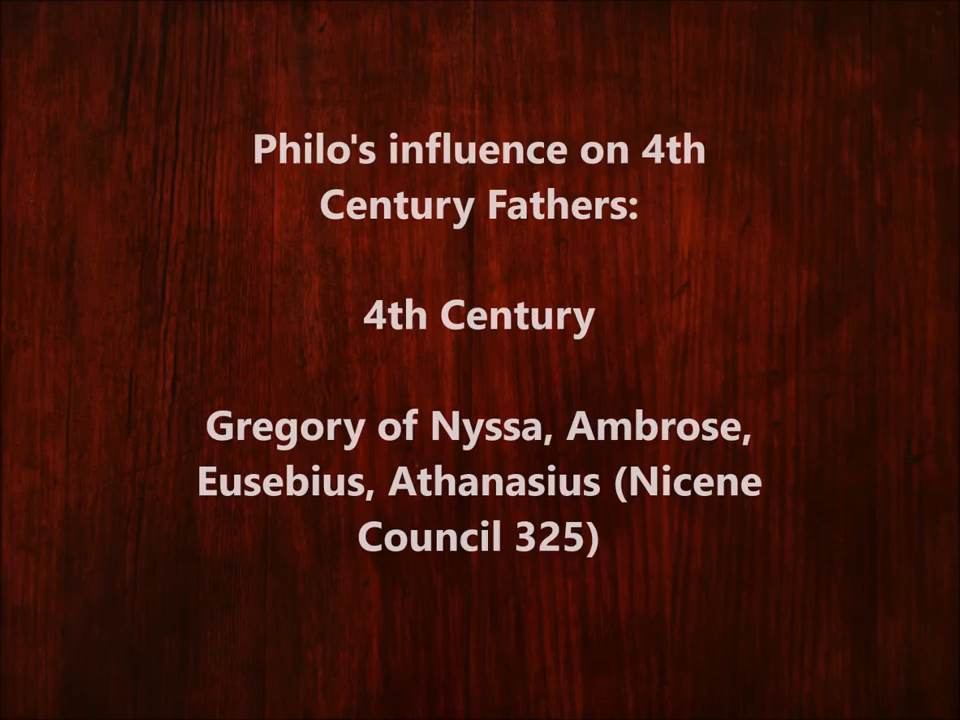 Philo's influence on 4th
Century Fathers:
4th Century
Gregory of Nyssa, Ambrose,
Eusebius, Athanasius (Nicene
Council 325)